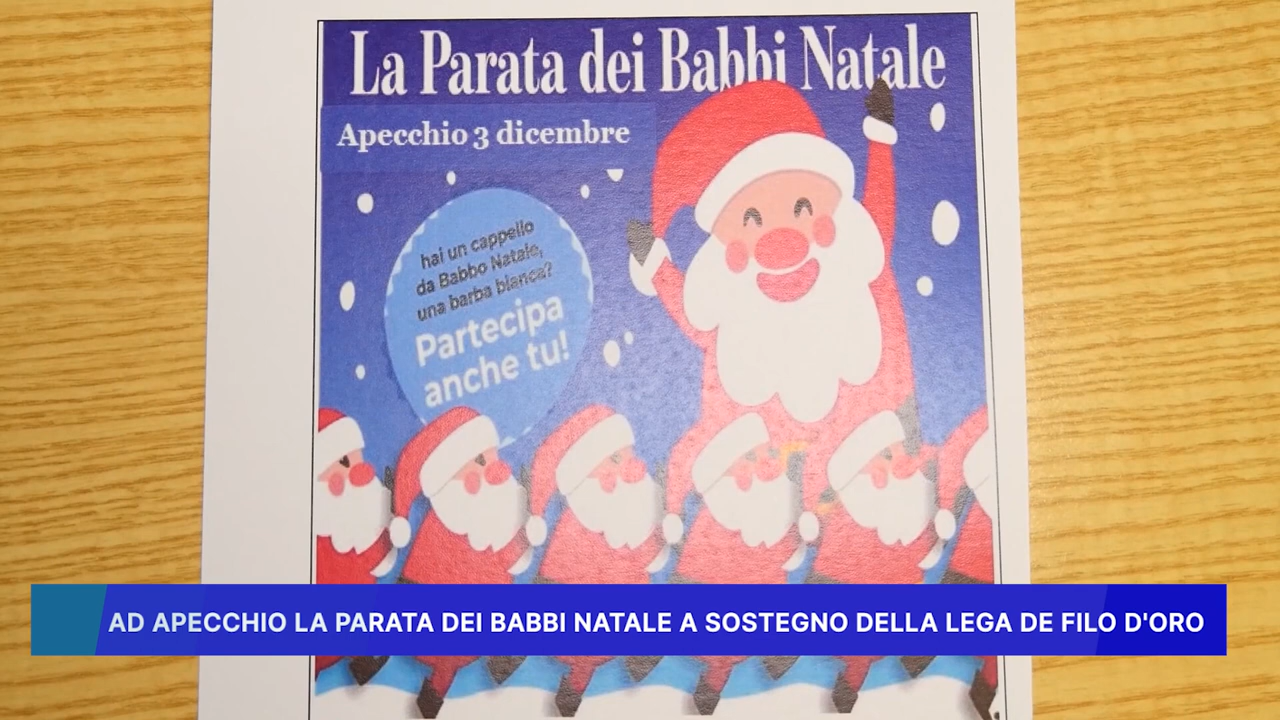 La Parata dei Babbi Natale
Apecchio 3 dicembre
hai un cappello
da Babbo Natale,
una barba bianca?
Partecipa
anche tu!
AD APECCHIO LA PARATA DEI BABBI NATALE A SOSTEGNO DELLA LEGA DE FILO D'ORO